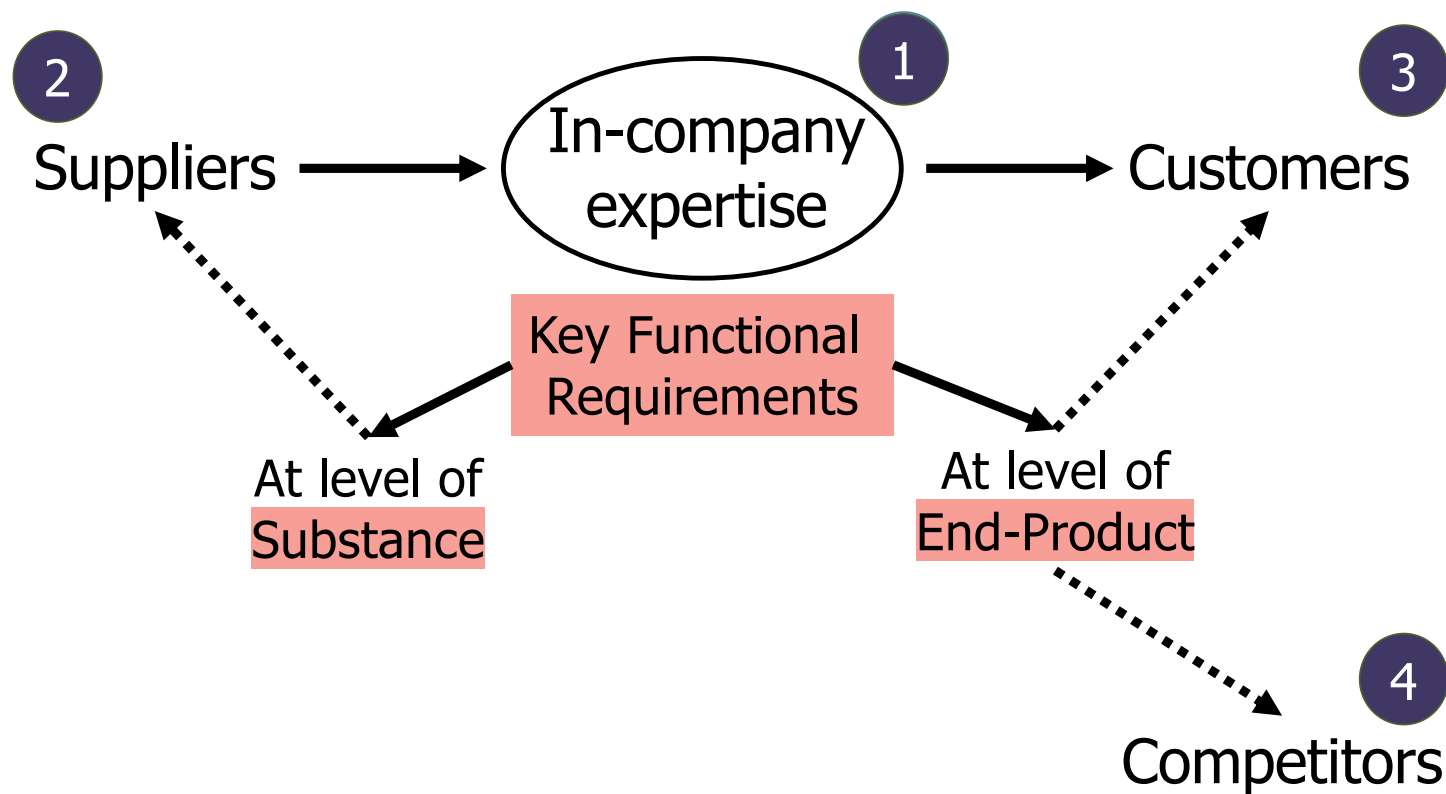 2
1
3
Suppliers
In-company
expertise
Customers
Key Functional
Requirements
At level of
Substance
At level of
End-Product
4
Competitors